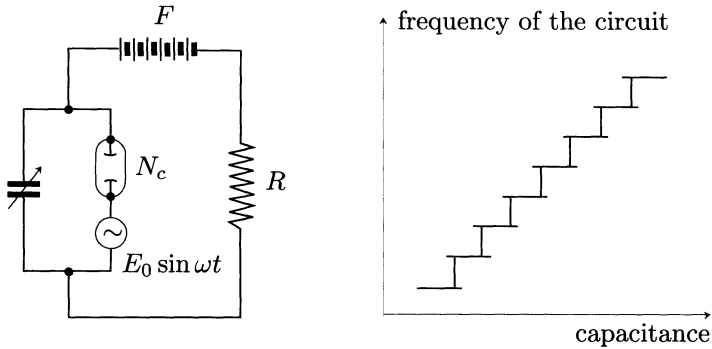 F
N_c
R
E_0 sin ωt
frequency of the circuit
capacitance